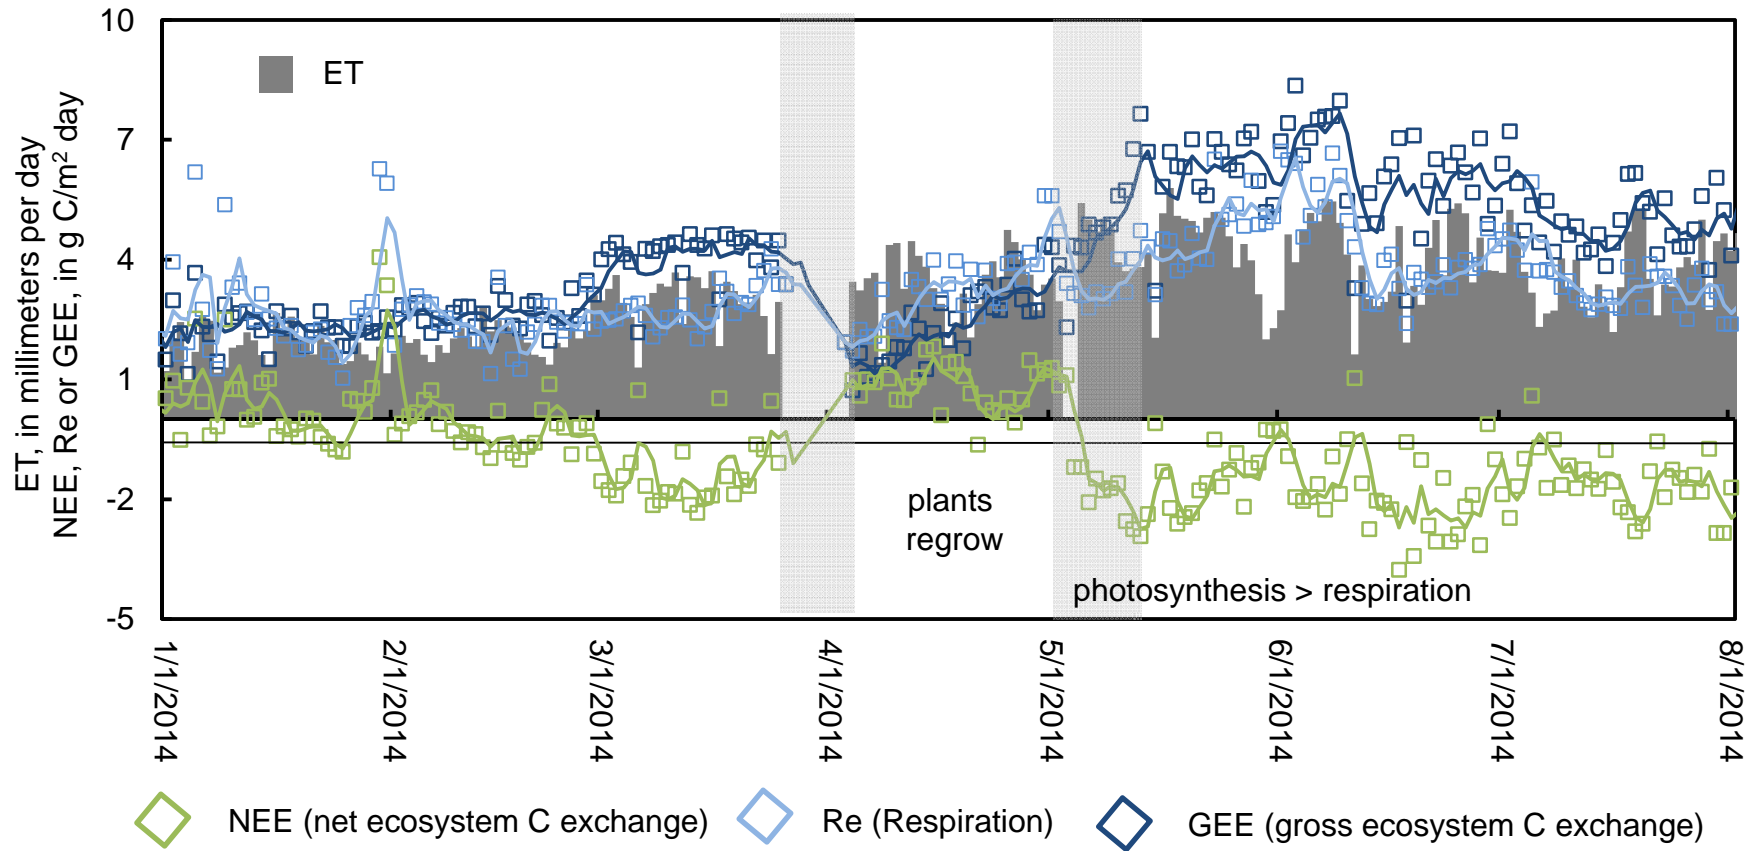 10
7
4
1
-2
-5
ET, in millimeters per day
NEE, Re or GEE, in g C/m² day
ET
plants
regrow
photosynthesis > respiration
1/1/2014
2/1/2014
3/1/2014
4/1/2014
5/1/2014
6/1/2014
7/1/2014
8/1/2014
NEE (net ecosystem C exchange)
Re (Respiration)
GEE (gross ecosystem C exchange)